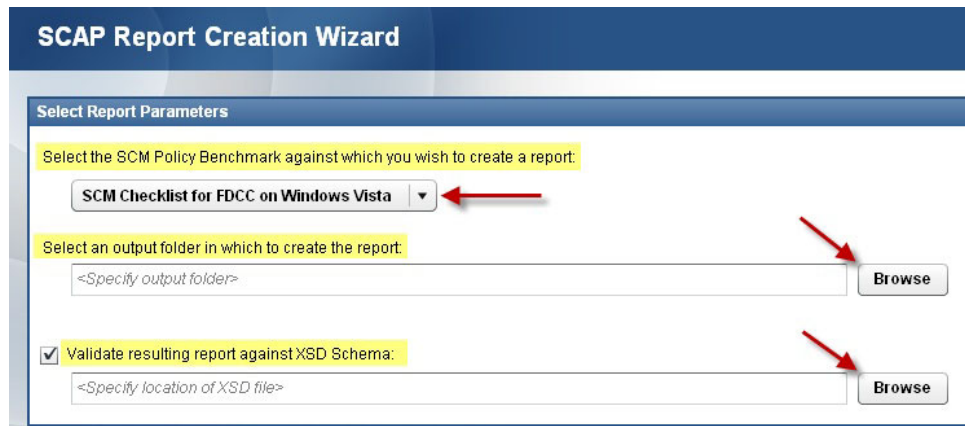 SCAP Report Creation Wizard
Select Report Parameters
Select the SCM Policy Benchmark against which you wish to create a report:
SCM Checklist for FDCC on Windows Vista
Select an output folder in which to create the report:
<Specify output folder>
Browse
Validate resulting report against XSD Schema:
<Specify location of XSD file>
Browse